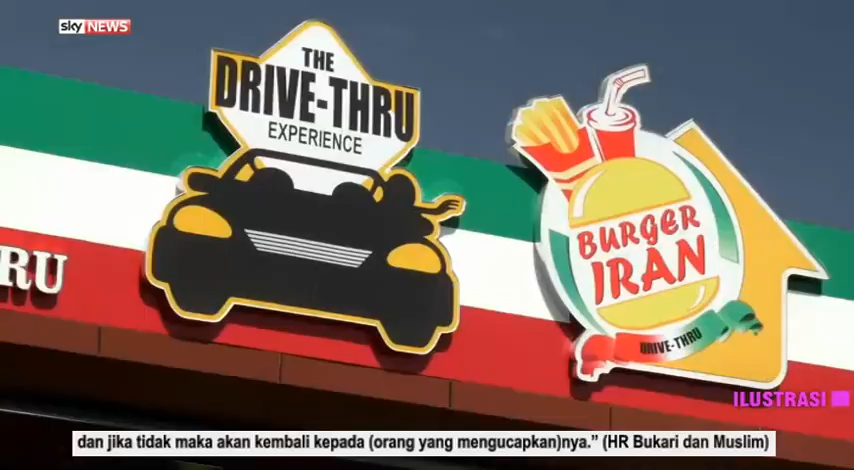 sky NEWS
THE
DRIVE-THRU
EXPERIENCE
BURGER
IRAN
DRIVE-THRU
RU
ILUSTRASI
dan jika tidak maka akan kembali kepada (orang yang mengucapkan)nya.” (HR Bukari dan Muslim)